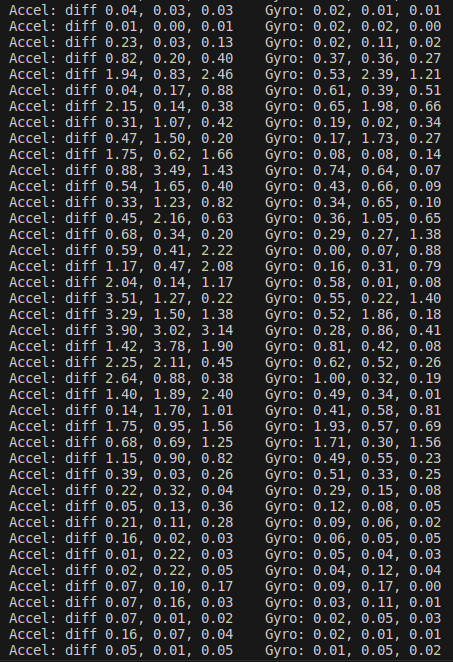 Accel: diff 0.04, 0.03, 0.03    Gyro: 0.02, 0.01, 0.01
Accel: diff 0.01, 0.00, 0.01    Gyro: 0.02, 0.02, 0.00
Accel: diff 0.23, 0.03, 0.13    Gyro: 0.02, 0.11, 0.02
Accel: diff 0.82, 0.20, 0.40    Gyro: 0.37, 0.36, 0.27
Accel: diff 1.94, 0.83, 2.46    Gyro: 0.53, 2.39, 1.21
Accel: diff 0.04, 0.17, 0.88    Gyro: 0.61, 0.39, 0.51
Accel: diff 2.15, 0.14, 0.38    Gyro: 0.65, 1.98, 0.66
Accel: diff 0.31, 1.07, 0.42    Gyro: 0.19, 0.02, 0.34
Accel: diff 0.47, 1.50, 0.20    Gyro: 0.17, 1.73, 0.27
Accel: diff 1.75, 0.62, 1.66    Gyro: 0.08, 0.08, 0.14
Accel: diff 0.88, 3.49, 1.43    Gyro: 0.74, 0.64, 0.07
Accel: diff 0.54, 1.65, 0.40    Gyro: 0.43, 0.66, 0.09
Accel: diff 0.33, 1.23, 0.82    Gyro: 0.34, 0.65, 0.10
Accel: diff 0.45, 2.16, 0.63    Gyro: 0.36, 1.05, 0.65
Accel: diff 0.68, 0.34, 0.20    Gyro: 0.29, 0.27, 1.38
Accel: diff 0.59, 0.41, 2.22    Gyro: 0.00, 0.07, 0.88
Accel: diff 1.17, 0.47, 2.08    Gyro: 0.16, 0.31, 0.79
Accel: diff 2.04, 0.14, 1.17    Gyro: 0.58, 0.01, 0.08
Accel: diff 3.51, 1.27, 0.22    Gyro: 0.55, 0.22, 1.40
Accel: diff 3.29, 1.50, 1.38    Gyro: 0.52, 1.86, 0.18
Accel: diff 3.90, 3.02, 3.14    Gyro: 0.28, 0.86, 0.41
Accel: diff 1.42, 3.78, 1.90    Gyro: 0.81, 0.42, 0.08
Accel: diff 2.25, 2.11, 0.45    Gyro: 0.62, 0.52, 0.26
Accel: diff 2.64, 0.88, 0.38    Gyro: 1.00, 0.32, 0.19
Accel: diff 1.40, 1.89, 2.40    Gyro: 0.49, 0.34, 0.01
Accel: diff 0.14, 1.70, 1.01    Gyro: 0.41, 0.58, 0.81
Accel: diff 1.75, 0.95, 1.56    Gyro: 1.93, 0.57, 0.69
Accel: diff 0.68, 0.69, 1.25    Gyro: 1.71, 0.30, 1.56
Accel: diff 1.15, 0.90, 0.82    Gyro: 0.49, 0.55, 0.23
Accel: diff 0.39, 0.03, 0.26    Gyro: 0.51, 0.33, 0.25
Accel: diff 0.22, 0.32, 0.04    Gyro: 0.29, 0.15, 0.08
Accel: diff 0.05, 0.13, 0.36    Gyro: 0.12, 0.08, 0.05
Accel: diff 0.21, 0.11, 0.28    Gyro: 0.09, 0.06, 0.02
Accel: diff 0.16, 0.02, 0.03    Gyro: 0.06, 0.05, 0.05
Accel: diff 0.01, 0.22, 0.03    Gyro: 0.05, 0.04, 0.03
Accel: diff 0.02, 0.22, 0.05    Gyro: 0.04, 0.12, 0.04
Accel: diff 0.07, 0.10, 0.17    Gyro: 0.09, 0.17, 0.00
Accel: diff 0.07, 0.16, 0.03    Gyro: 0.03, 0.11, 0.01
Accel: diff 0.07, 0.01, 0.02    Gyro: 0.02, 0.05, 0.03
Accel: diff 0.16, 0.07, 0.04    Gyro: 0.02, 0.01, 0.01
Accel: diff 0.05, 0.01, 0.05    Gyro: 0.01, 0.05, 0.02